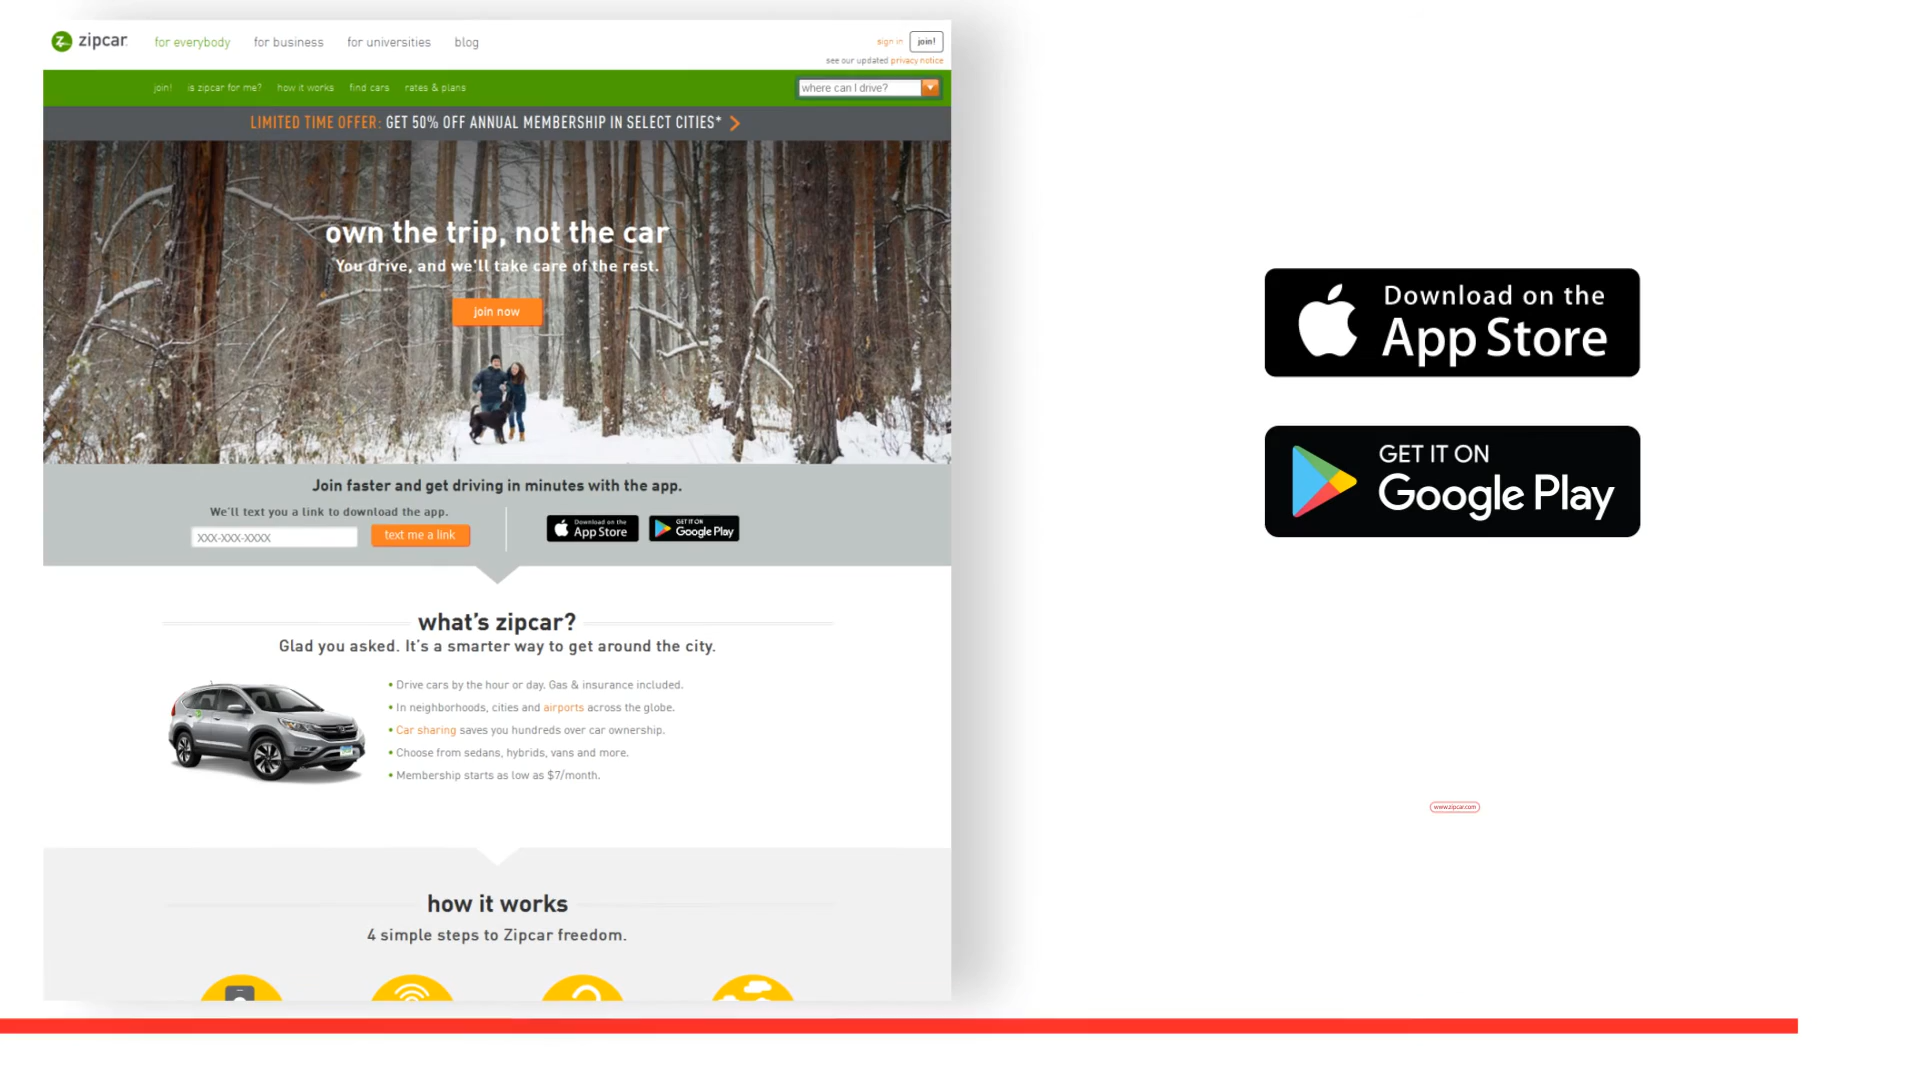 zipcar
for everybody
for business
for universities
blog
sign in
join!
see our updated privacy notice
join!
is zipcar for me?
how it works
find cars
rates & plans
where can I drive?
LIMITED TIME OFFER: GET 50% OFF ANNUAL MEMBERSHIP IN SELECT CITIES*
own the trip, not the car
You drive, and we'll take care of the rest.
join now
Join faster and get driving in minutes with the app.
We'll text you a link to download the app.
XXX-XXX-XXXX
text me a link
Download on the
App Store
GET IT ON
Google Play
what's zipcar?
Glad you asked. It's a smarter way to get around the city.
• Drive cars by the hour or day. Gas & insurance included.
• In neighborhoods, cities and airports across the globe.
• Car sharing saves you hundreds over car ownership.
• Choose from sedans, hybrids, vans and more.
• Membership starts as low as $7/month.
how it works
4 simple steps to Zipcar freedom.
Download on the
App Store
GET IT ON
Google Play
www.zipcar.com